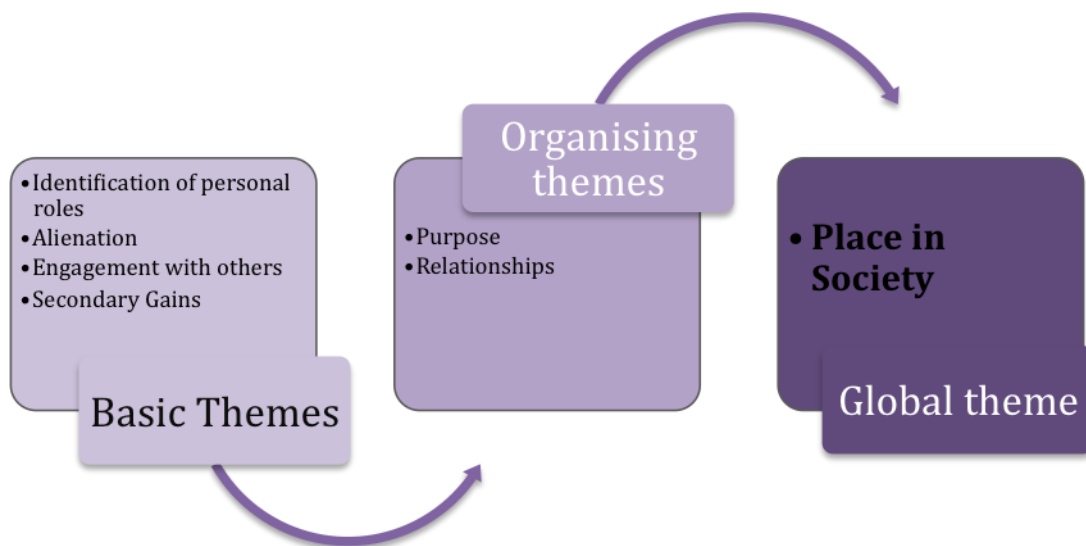 •Identification of personal
roles
•Alienation
•Engagement with others
•Secondary Gains
Basic Themes
Organising
themes
•Purpose
•Relationships
• Place in
Society
Global theme